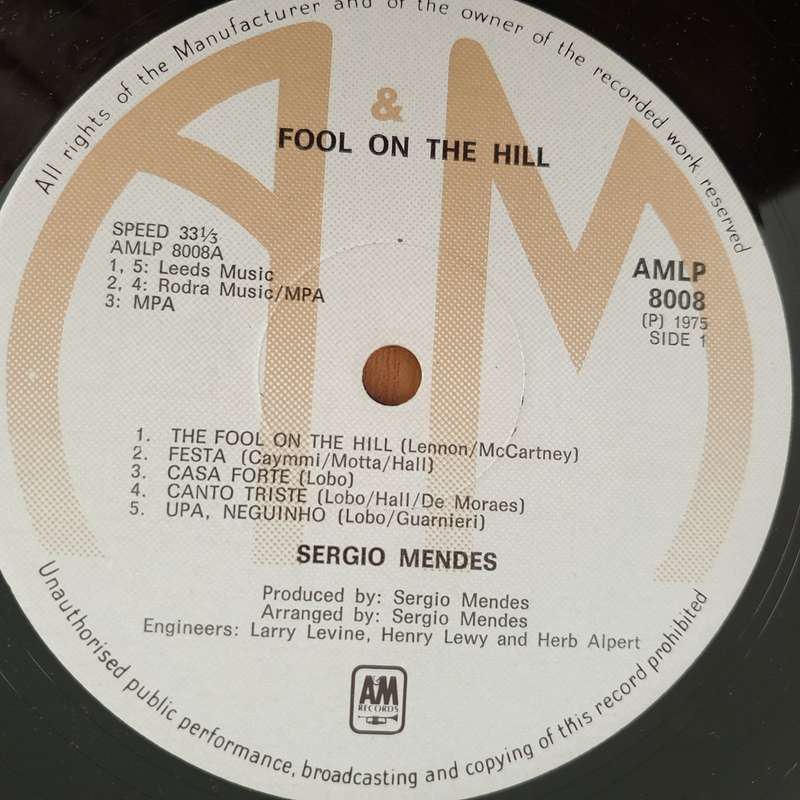 All rights of the Manufacturer and of the owner of the recorded work reserved
&
FOOL ON THE HILL
SPEED 33⅓
AMLP 8008A
1, 5: Leeds Music
2, 4: Rodra Music/MPA
3: MPA
AMLP
8008
(P) 1975
SIDE 1
1. THE FOOL ON THE HILL (Lennon/McCartney)
2. FESTA (Caymmi/Motta/Hall)
3. CASA FORTE (Lobo)
4. CANTO TRISTE (Lobo/Hall/De Moraes)
5. UPA, NEGUINHO (Lobo/Guarnieri)
SERGIO MENDES
Produced by: Sergio Mendes
Arranged by: Sergio Mendes
Engineers: Larry Levine, Henry Lewy and Herb Alpert
A&M
RECORDS
Unauthorised public performance, broadcasting and copying of this record prohibited